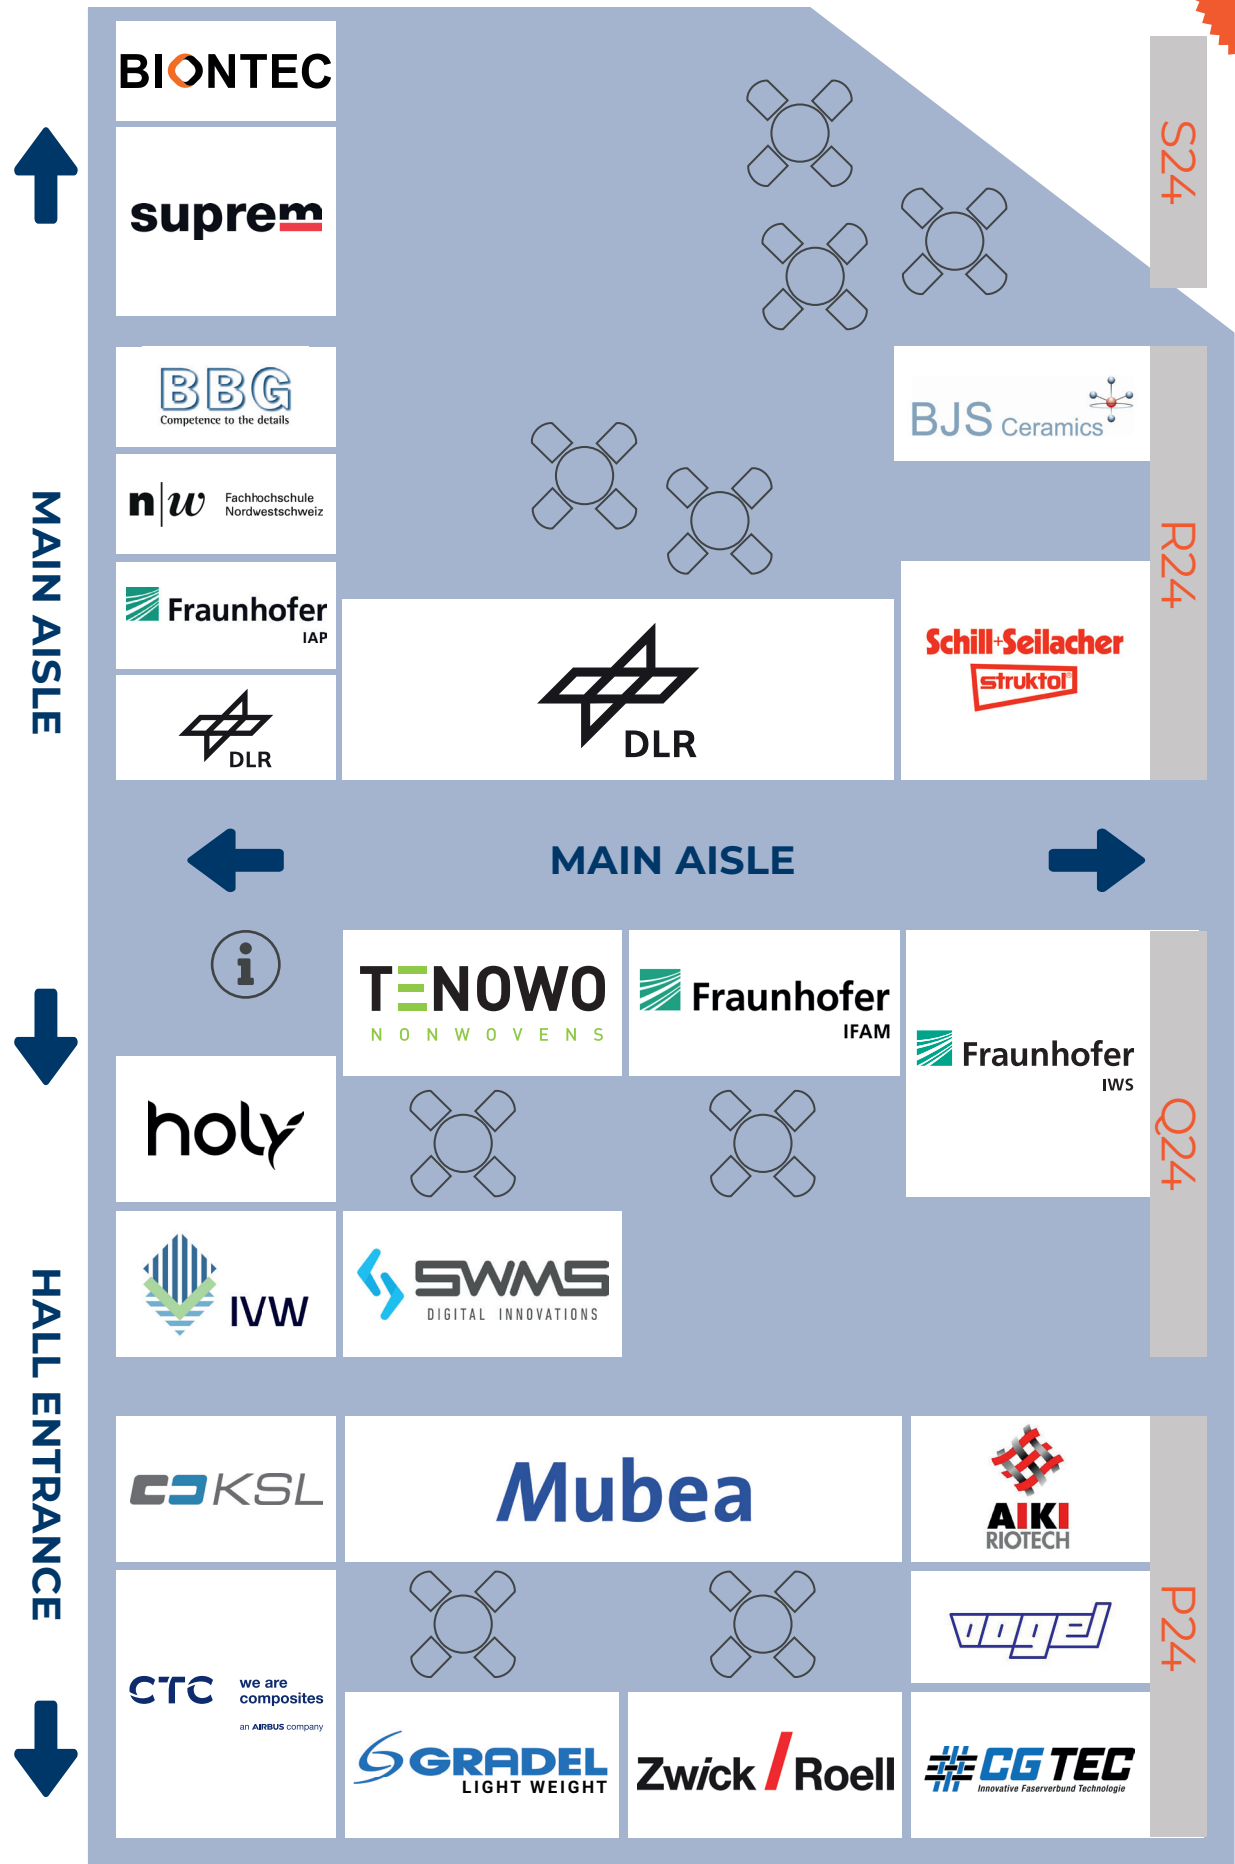 BIONTEC
suprem
S24
BBG
Competence to the details
BJS Ceramics
n|w Fachhochschule
Nordwestschweiz
R24
MAIN AISLE
Fraunhofer
IAP
Schill+Seilacher
struktol®
DLR
DLR
MAIN AISLE
i
TENOWO
NONWOVENS
Fraunhofer
IFAM
Fraunhofer
IWS
Q24
holy
IVW
SWMS
DIGITAL INNOVATIONS
HALL ENTRANCE
KSL
Mubea
AIKI
RIOTECH
P24
vogel
CTC
we are
composites
an AIRBUS company
GRADEL
LIGHT WEIGHT
Zwick/Roell
CG TEC
Innovative Faserverbund Technologie